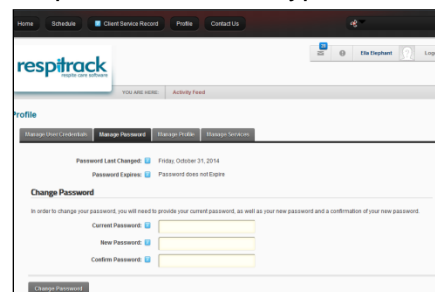 Home Schedule Client Service Record Profile Contact Us
Ella Elephant
respitrack
respite care software
YOU ARE HERE: Activity Feed
Profile
Manage User Credentials Manage Password Manage Profile Manage Services
Password Last Changed: Friday, October 31, 2014
Password Expires: Password does not Expire
Change Password
In order to change your password, you will need to provide your current password, as well as your new password and a confirmation of your new password.
Current Password:
New Password:
Confirm Password:
Change Password